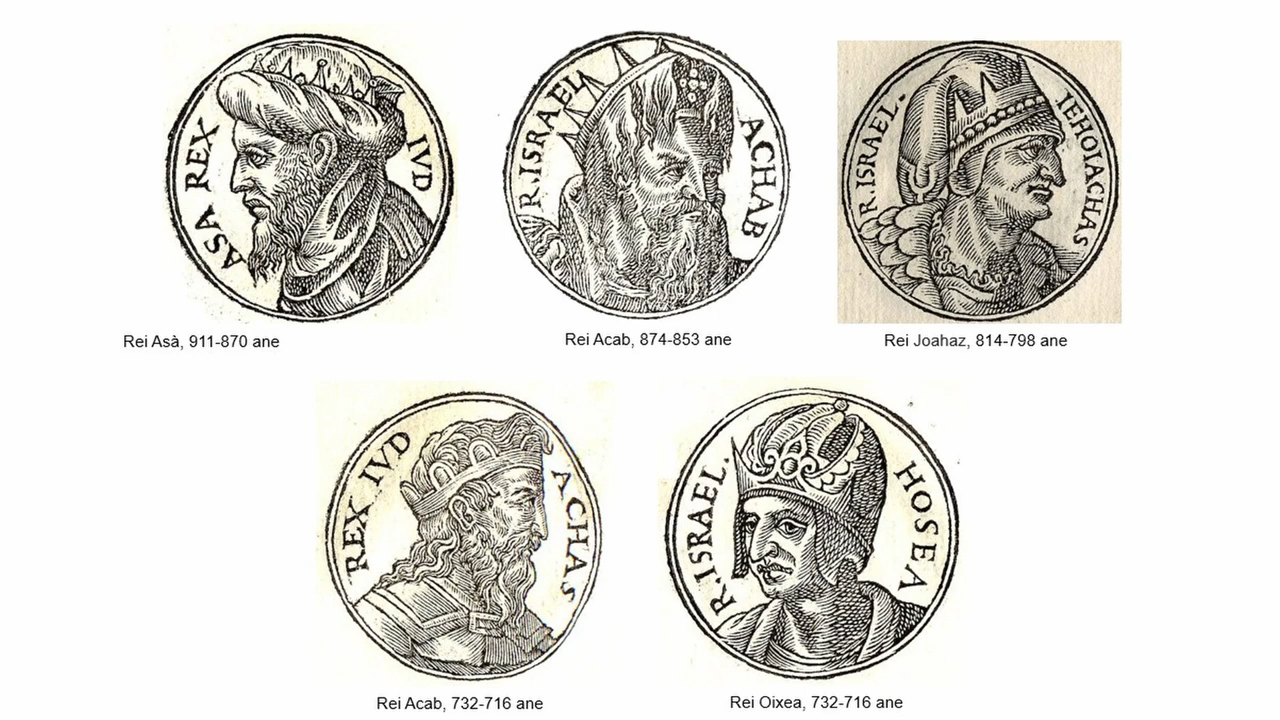 ASA REX IVD
R. ISRAEL ACHAB
R. ISRAEL. IEHOIACHAS
Rei Asà, 911-870 ane
Rei Acab, 874-853 ane
Rei Joahaz, 814-798 ane
REX IVD ACHAS
R. ISRAEL. HOSEA
Rei Acab, 732-716 ane
Rei Oixea, 732-716 ane